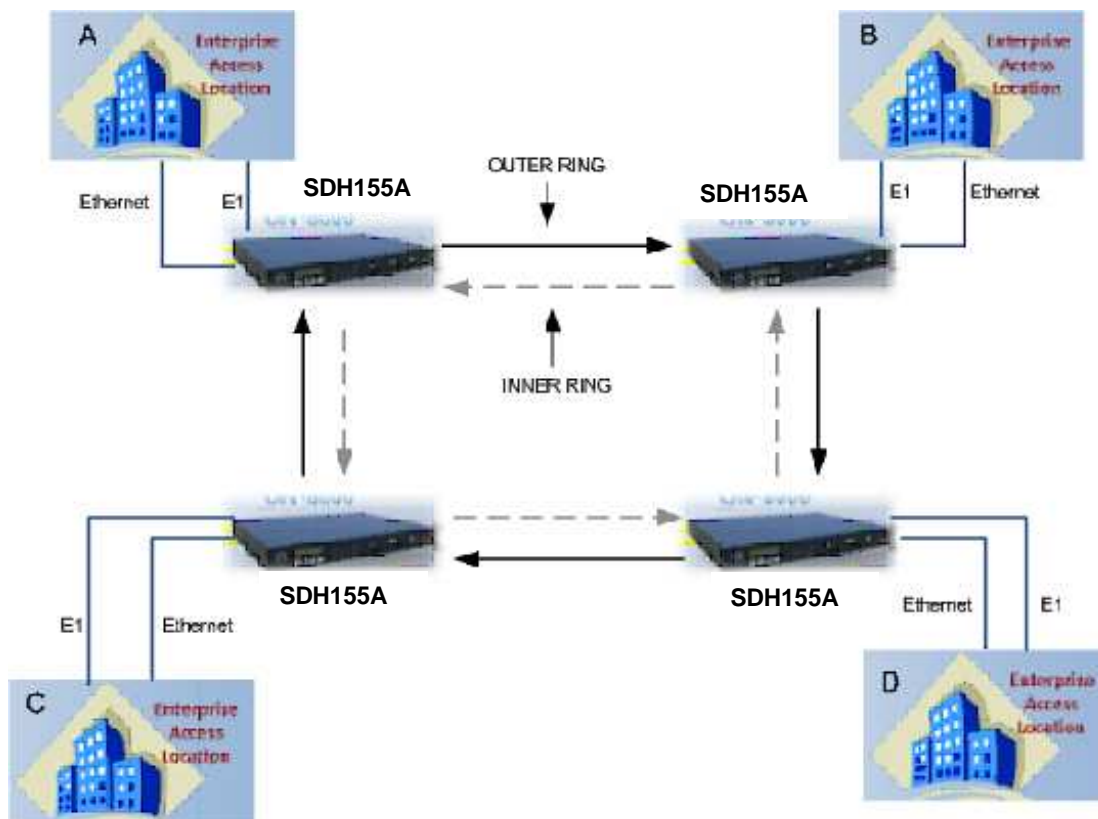 A
Enterprise
Access
Location
B
Enterprise
Access
Location
Ethernet
E1
SDH155A
OUTER RING
SDH155A
E1
Ethernet
INNER RING
SDH155A
SDH155A
E1
Ethernet
Ethernet
E1
C
Enterprise
Access
Location
D
Enterprise
Access
Location